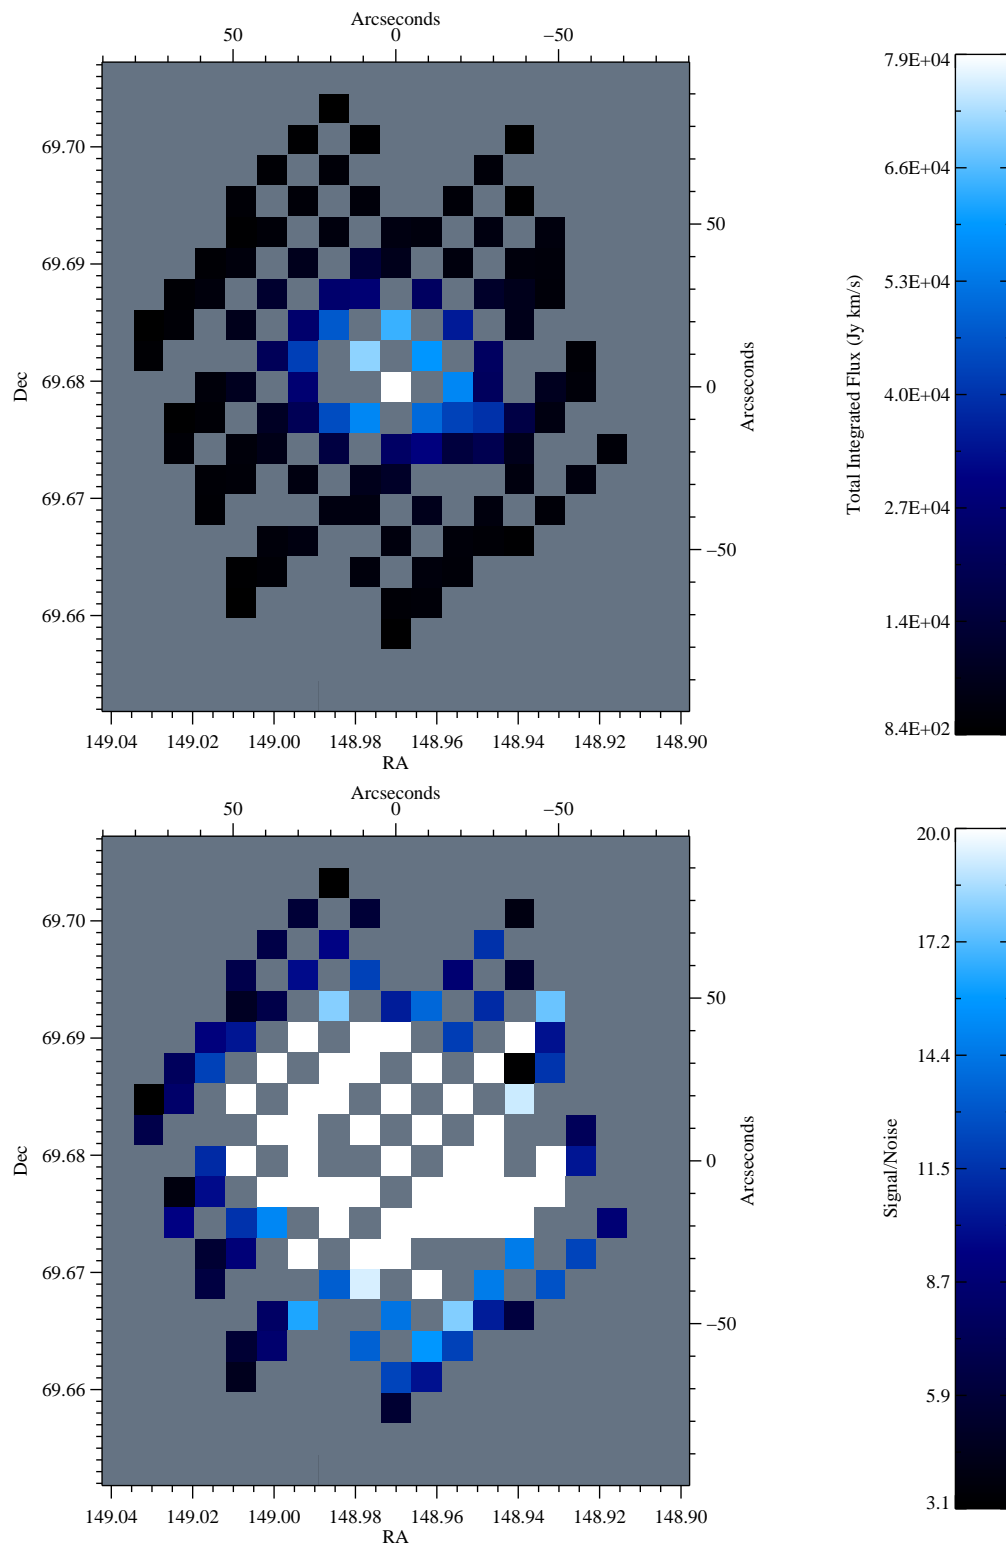 Arcseconds
50 0 −50
7.9E+04
69.70
6.6E+04
50
69.69
5.3E+04
Dec
69.68
0
Arcseconds
4.0E+04
Total Integrated Flux (Jy km/s)
69.67
2.7E+04
−50
69.66
1.4E+04
8.4E+02
149.04 149.02 149.00 148.98 148.96 148.94 148.92 148.90
RA
Arcseconds
50 0 −50
20.0
69.70
17.2
50
69.69
14.4
Dec
69.68
0
Arcseconds
11.5
Signal/Noise
69.67
8.7
−50
69.66
5.9
3.1
149.04 149.02 149.00 148.98 148.96 148.94 148.92 148.90
RA